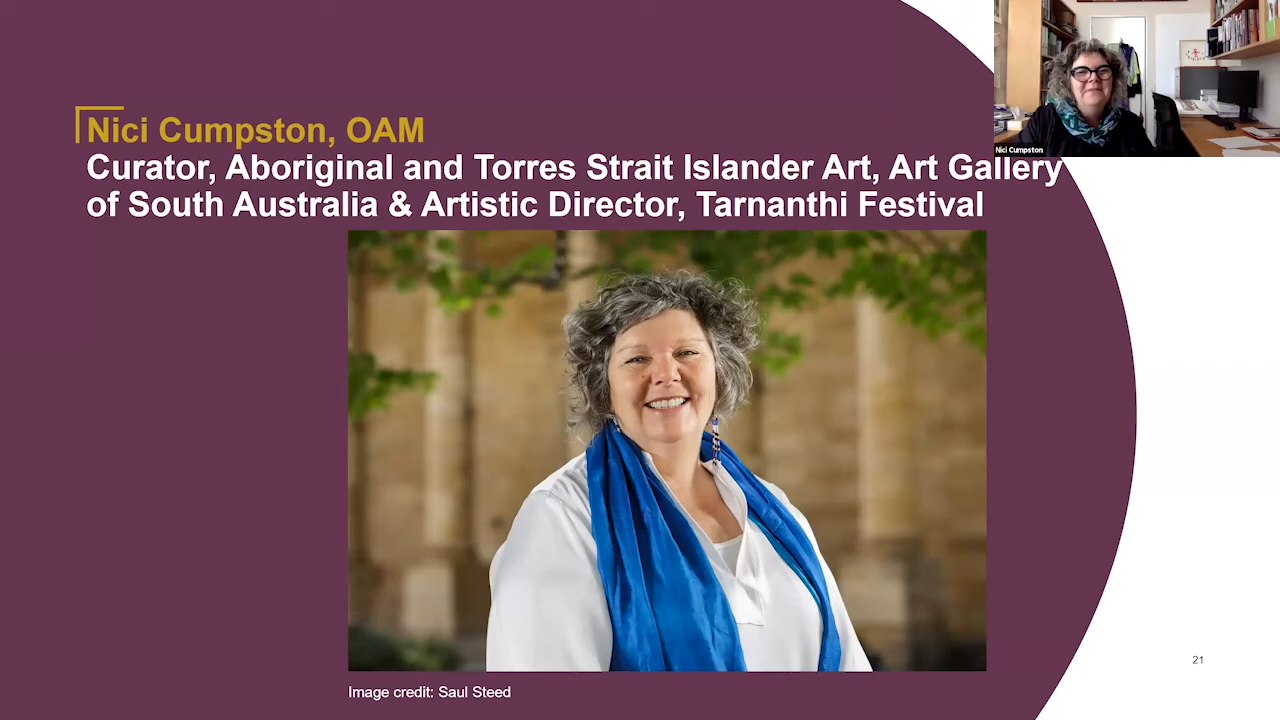 Nici Cumpston, OAM
Curator, Aboriginal and Torres Strait Islander Art, Art Gallery
of South Australia & Artistic Director, Tarnanthi Festival
Nici Cumpston
Image credit: Saul Steed
21